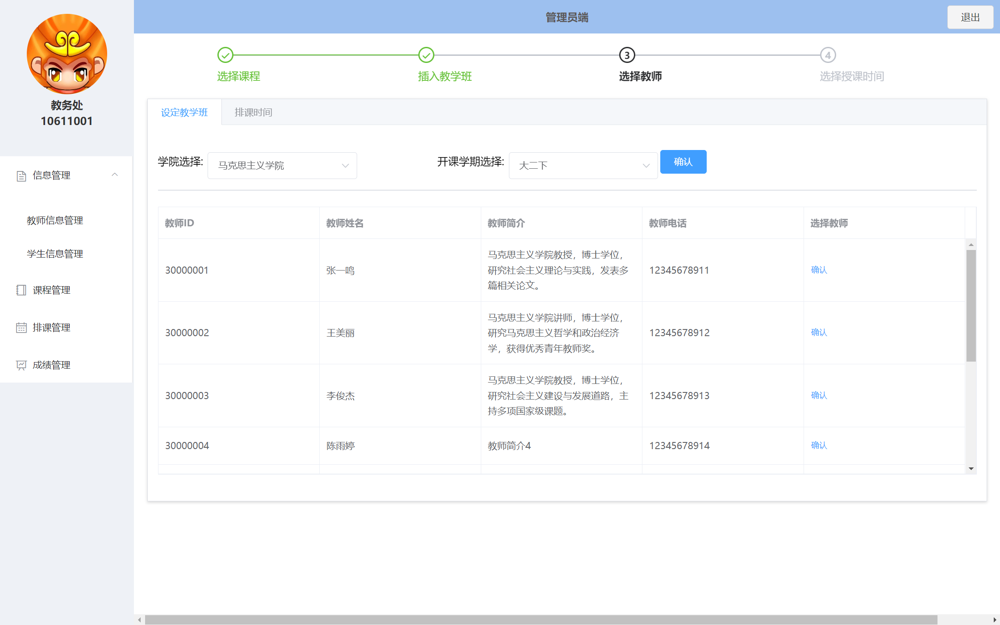 管理员端
退出
教务处
10611001
选择课程
插入教学班
3
选择教师
4
选择授课时间
信息管理
教师信息管理
学生信息管理
课程管理
排课管理
成绩管理
设定教学班
排课时间
学院选择:
马克思主义学院
开课学期选择:
大二下
确认
教师ID
教师姓名
教师简介
教师电话
选择教师
30000001
张一鸣
马克思主义学院教授，博士学位，
研究社会主义理论与实践，发表多
篇相关论文。
12345678911
确认
30000002
王美丽
马克思主义学院讲师，博士学位，
研究马克思主义哲学和政治经济
学，获得优秀青年教师奖。
12345678912
确认
30000003
李俊杰
马克思主义学院教授，博士学位，
研究社会主义建设与发展道路，主
持多项国家级课题。
12345678913
确认
30000004
陈雨婷
教师简介4
12345678914
确认